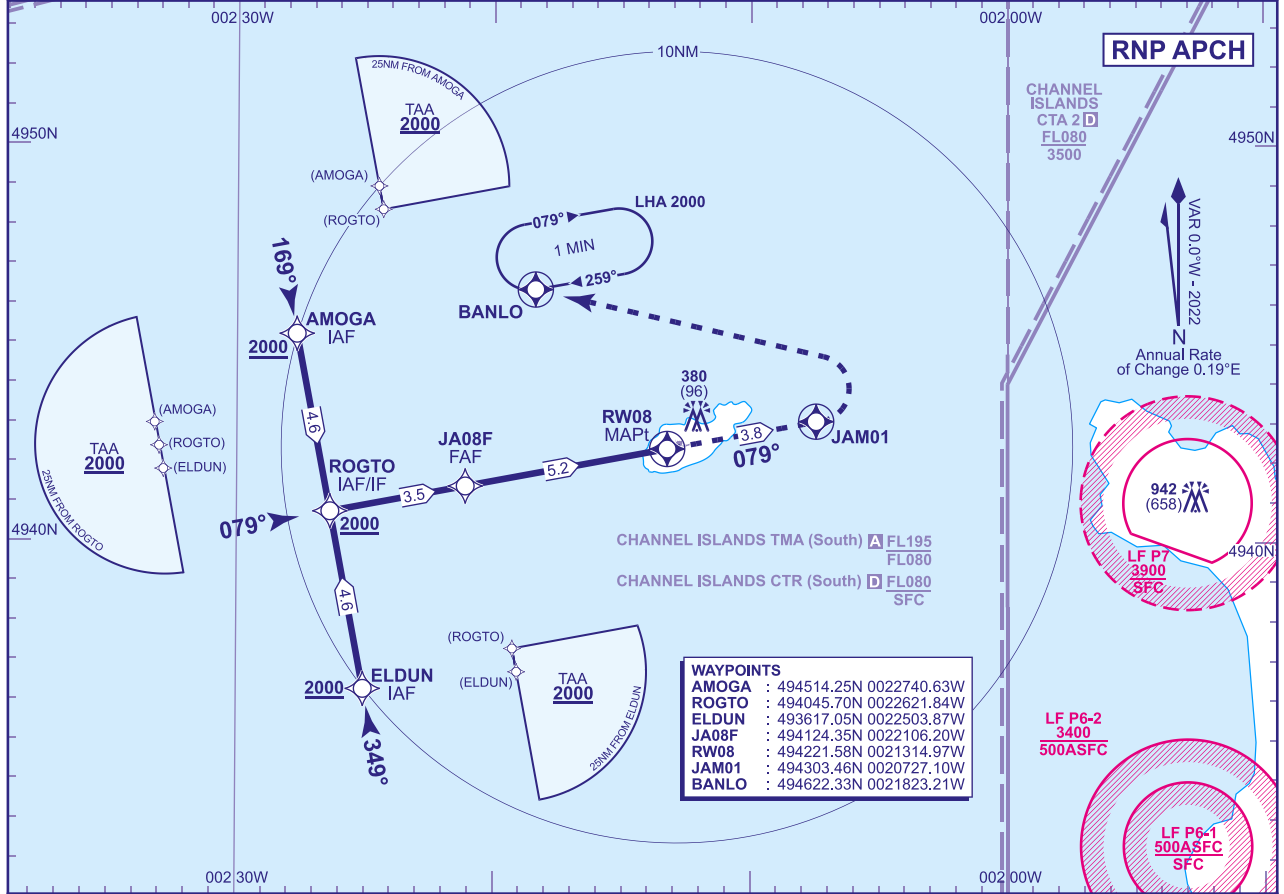 002 30W
002 00W
10NM
RNP APCH
25NM FROM AMOGA
TAA
2000
(AMOGA)
(ROGTO)
4950N
4950N
CHANNEL
ISLANDS
CTA 2 D
FL080
3500
VAR 0.0°W - 2022
N
Annual Rate
of Change 0.19°E
LHA 2000
079°
1 MIN
259°
BANLO
169°
AMOGA
IAF
2000
4.6
380
(96)
RW08
MAPt
3.8
079°
JAM01
JA08F
FAF
5.2
3.5
ROGTO
IAF/IF
2000
079°
(AMOGA)
(ROGTO)
(ELDUN)
TAA
2000
25NM FROM ROGTO
4940N
4940N
CHANNEL ISLANDS TMA (South) A FL195
FL080
CHANNEL ISLANDS CTR (South) D FL080
SFC
942
(658)
LF P7
3900
SFC
4.6
2000
ELDUN
IAF
349°
(ROGTO)
(ELDUN)
TAA
2000
25NM FROM ELDUN
WAYPOINTS
AMOGA : 494514.25N 0022740.63W
ROGTO : 494045.70N 0022621.84W
ELDUN : 493617.05N 0022503.87W
JA08F : 494124.35N 0022106.20W
RW08 : 494221.58N 0021314.97W
JAM01 : 494303.46N 0020727.10W
BANLO : 494622.33N 0021823.21W
LF P6-2
3400
500ASFC
LF P6-1
500ASFC
SFC
002 30W
002 00W